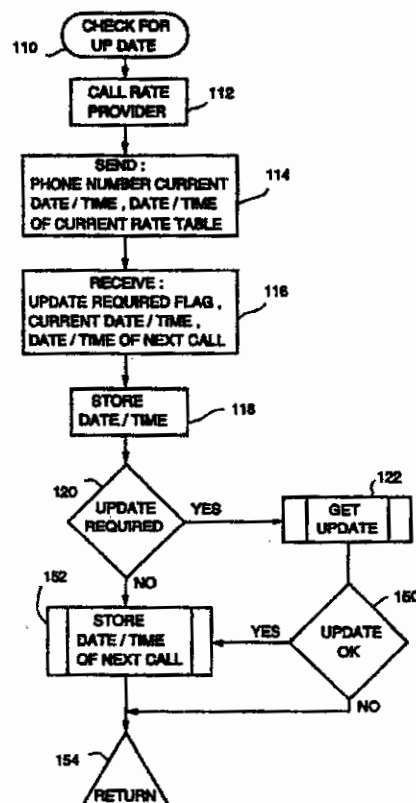 110
CHECK FOR
UP DATE
CALL RATE
PROVIDER
112
SEND :
PHONE NUMBER CURRENT
DATE / TIME , DATE / TIME
OF CURRENT RATE TABLE
114
RECEIVE :
UPDATE REQUIRED FLAG ,
CURRENT DATE / TIME ,
DATE / TIME OF NEXT CALL
116
STORE
DATE / TIME
118
120
UPDATE
REQUIRED
YES
122
GET
UPDATE
NO
152
STORE
DATE / TIME
OF NEXT CALL
YES
150
UPDATE
OK
NO
154
RETURN